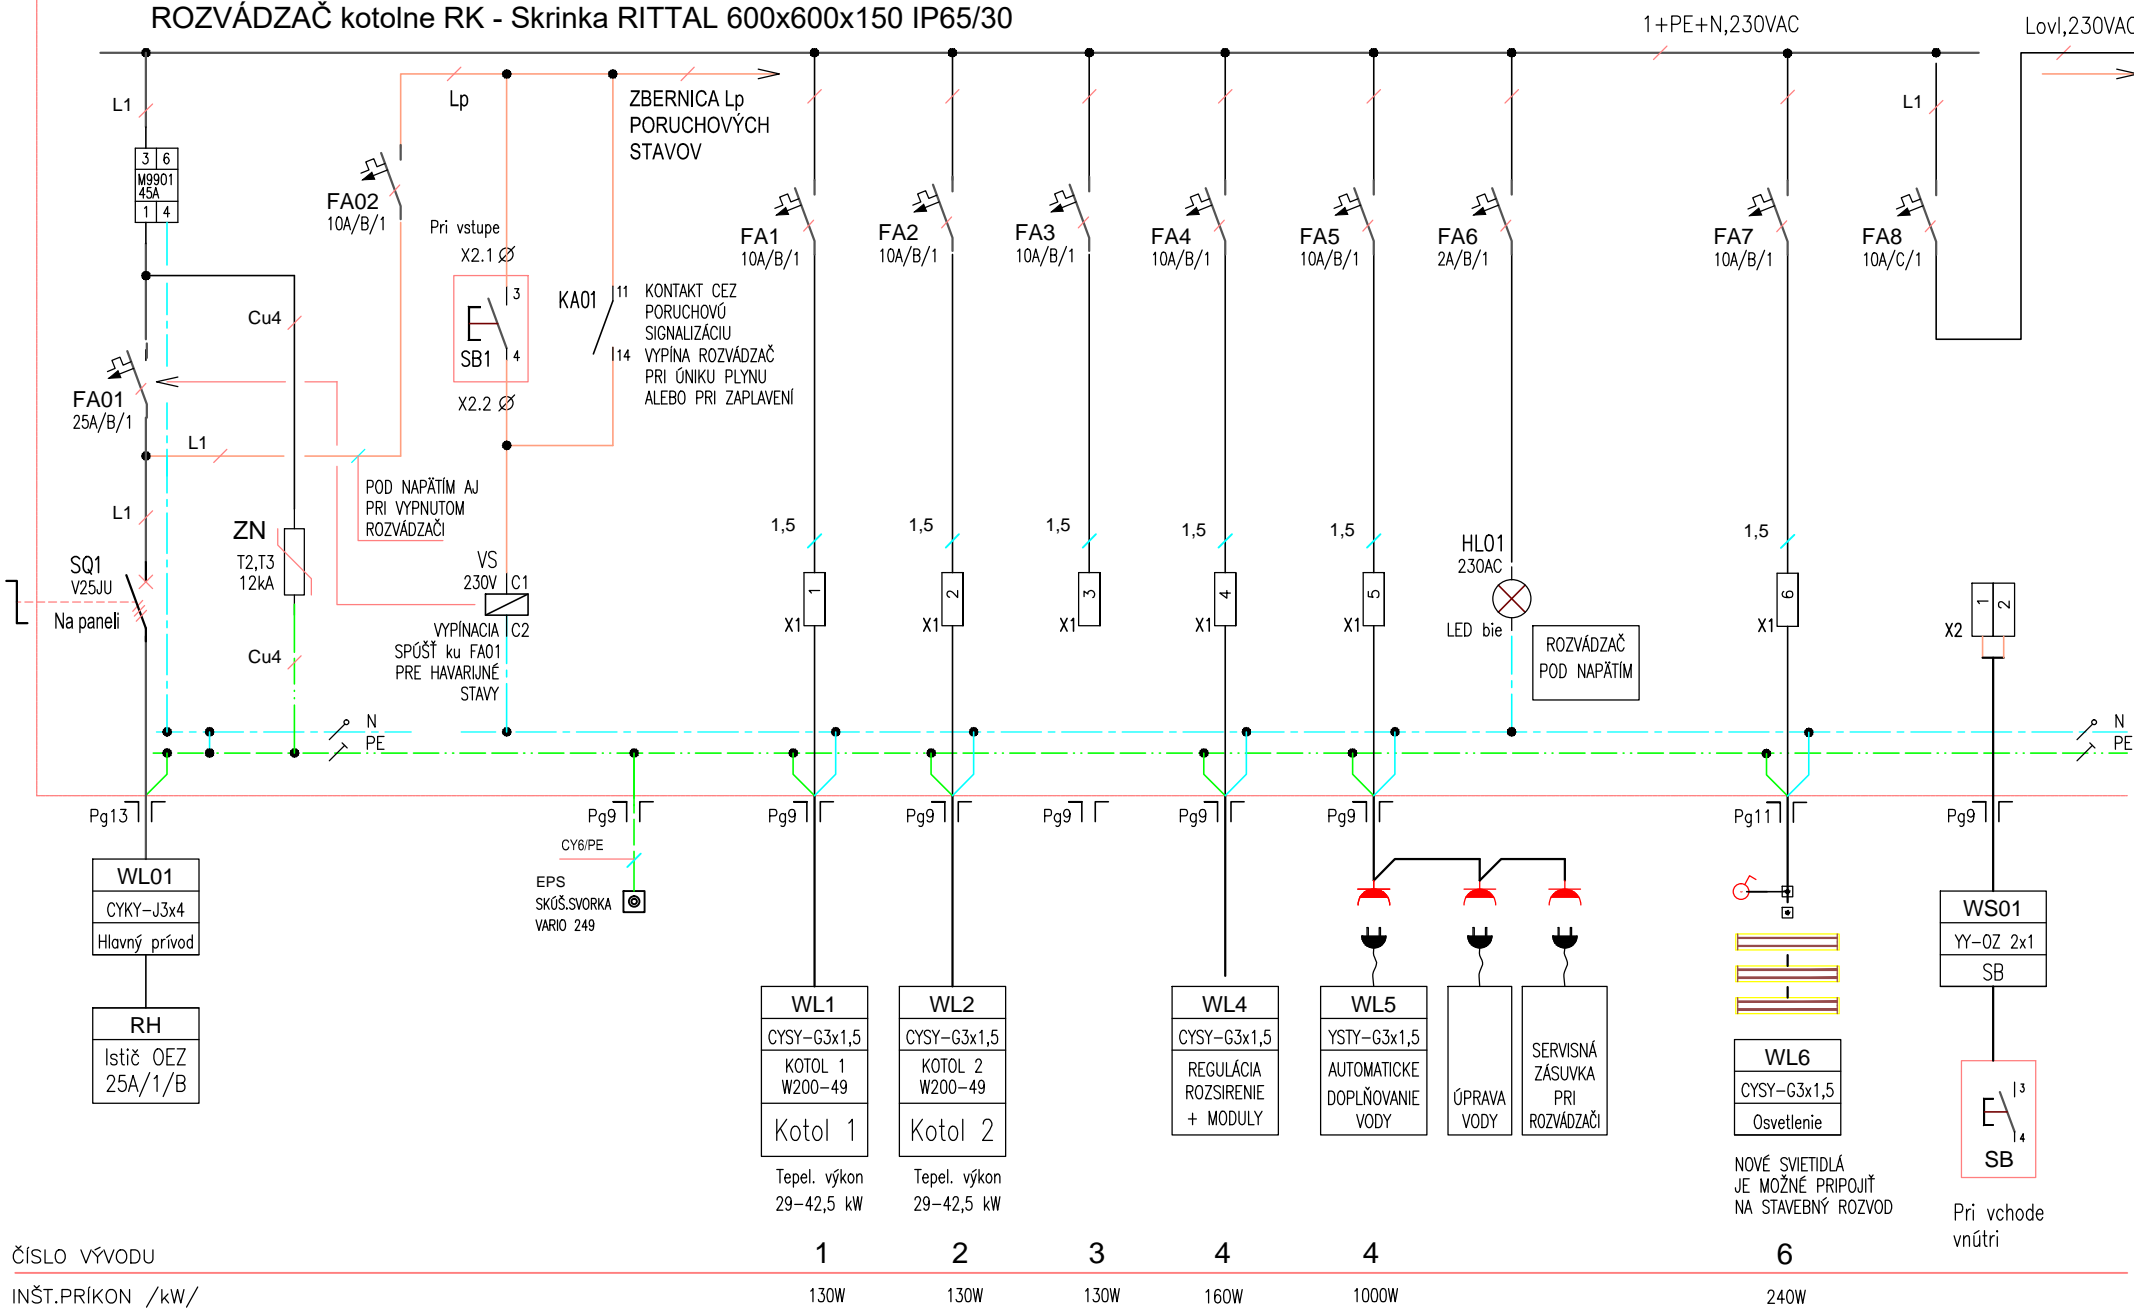 ROZVÁDZAČ kotolne RK - Skrinka RITTAL 600x600x150 IP65/30
1+PE+N,230VAC
Lovl,230VAC
L1
Lp
ZBERNICA Lp
PORUCHOVÝCH
STAVOV
L1
3 6
M9901
45A
1 4
FA02
10A/B/1
Pri vstupe
X2.1
3
SB1
4
X2.2
KA01
11
14
KONTAKT CEZ
PORUCHOVÚ
SIGNALIZÁCIU
VYPÍNA ROZVÁDZAČ
PRI ÚNIKU PLYNU
ALEBO PRI ZAPLAVENÍ
FA1
10A/B/1
FA2
10A/B/1
FA3
10A/B/1
FA4
10A/B/1
FA5
10A/B/1
FA6
2A/B/1
FA7
10A/B/1
FA8
10A/C/1
Cu4
FA01
25A/B/1
L1
POD NAPÄTÍM AJ
PRI VYPNUTOM
ROZVÁDZAČI
L1
ZN
T2,T3
12kA
SQ1
V25JU
Na paneli
Cu4
VS
230V
C1
C2
VYPÍNACIA
SPÚŠŤ ku FA01
PRE HAVARIJNÉ
STAVY
1,5
1,5
1,5
1,5
1,5
1,5
1
X1
2
X1
3
X1
4
X1
5
X1
HL01
230AC
LED bie
ROZVÁDZAČ
POD NAPÄTÍM
6
X1
1 2
X2
N
PE
N
PE
Pg13
Pg9
Pg9
Pg9
Pg9
Pg9
Pg9
Pg11
Pg9
CY6/PE
EPS
SKÚŠ.SVORKA
VARIO 249
WL01
CYKY-J3x4
Hlavný prívod
RH
Istič OEZ
25A/1/B
WL1
CYSY-G3x1,5
KOTOL 1
W200-49
Kotol 1
Tepel. výkon
29-42,5 kW
WL2
CYSY-G3x1,5
KOTOL 2
W200-49
Kotol 2
Tepel. výkon
29-42,5 kW
WL4
CYSY-G3x1,5
REGULÁCIA
ROZSIRENIE
+ MODULY
WL5
YSTY-G3x1,5
AUTOMATICKE
DOPLŇOVANIE
VODY
ÚPRAVA
VODY
SERVISNÁ
ZÁSUVKA
PRI
ROZVÁDZAČI
WL6
CYSY-G3x1,5
Osvetlenie
NOVÉ SVIETIDLÁ
JE MOŽNÉ PRIPOJIŤ
NA STAVEBNÝ ROZVOD
WS01
YY-OZ 2x1
SB
3
4
SB
Pri vchode
vnútri
ČÍSLO VÝVODU 1 2 3 4 4 6
INŠT.PRÍKON /kW/ 130W 130W 130W 160W 1000W 240W